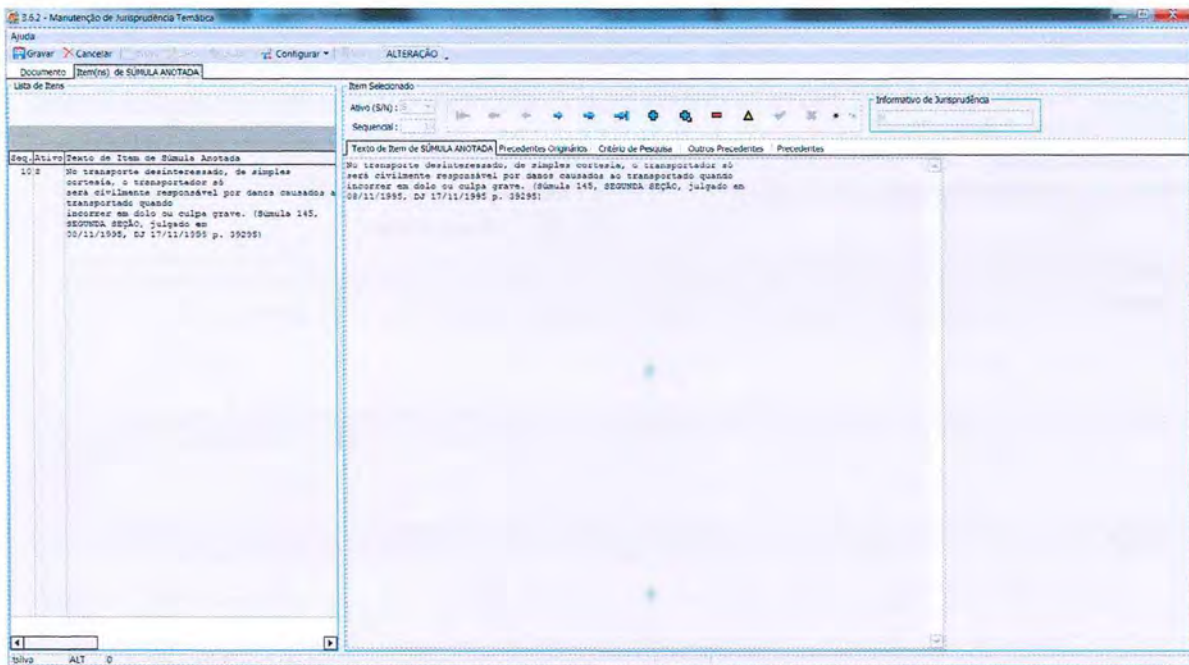 3.6.2 - Manutenção de Jurisprudência Temática
Ajuda
Gravar Cancelar Configurar ALTERAÇÃO
Documento Item(ns) de SÚMULA ANOTADA
Lista de Itens
Seq. Ativo Texto de Item de Súmula Anotada
10 S No transporte desinteressado, de simples
cortesia, o transportador só
será civilmente responsável por danos causados a
transportado quando
incorrer em dolo ou culpa grave. (Súmula 145,
SEGUNDA SEÇÃO, julgado em
08/11/1995, DJ 17/11/1995 p. 39295)
Item Selecionado
Ativo (S/N) :
Sequencial :
Informativo de Jurisprudência
Texto de Item de SÚMULA ANOTADA Precedentes Originários Critério de Pesquisa Outros Precedentes Precedentes
No transporte desinteressado, de simples cortesia, o transportador só
será civilmente responsável por danos causados ao transportado quando
incorrer em dolo ou culpa grave. (Súmula 145, SEGUNDA SEÇÃO, julgado em
08/11/1995, DJ 17/11/1995 p. 39295)
ALT 0